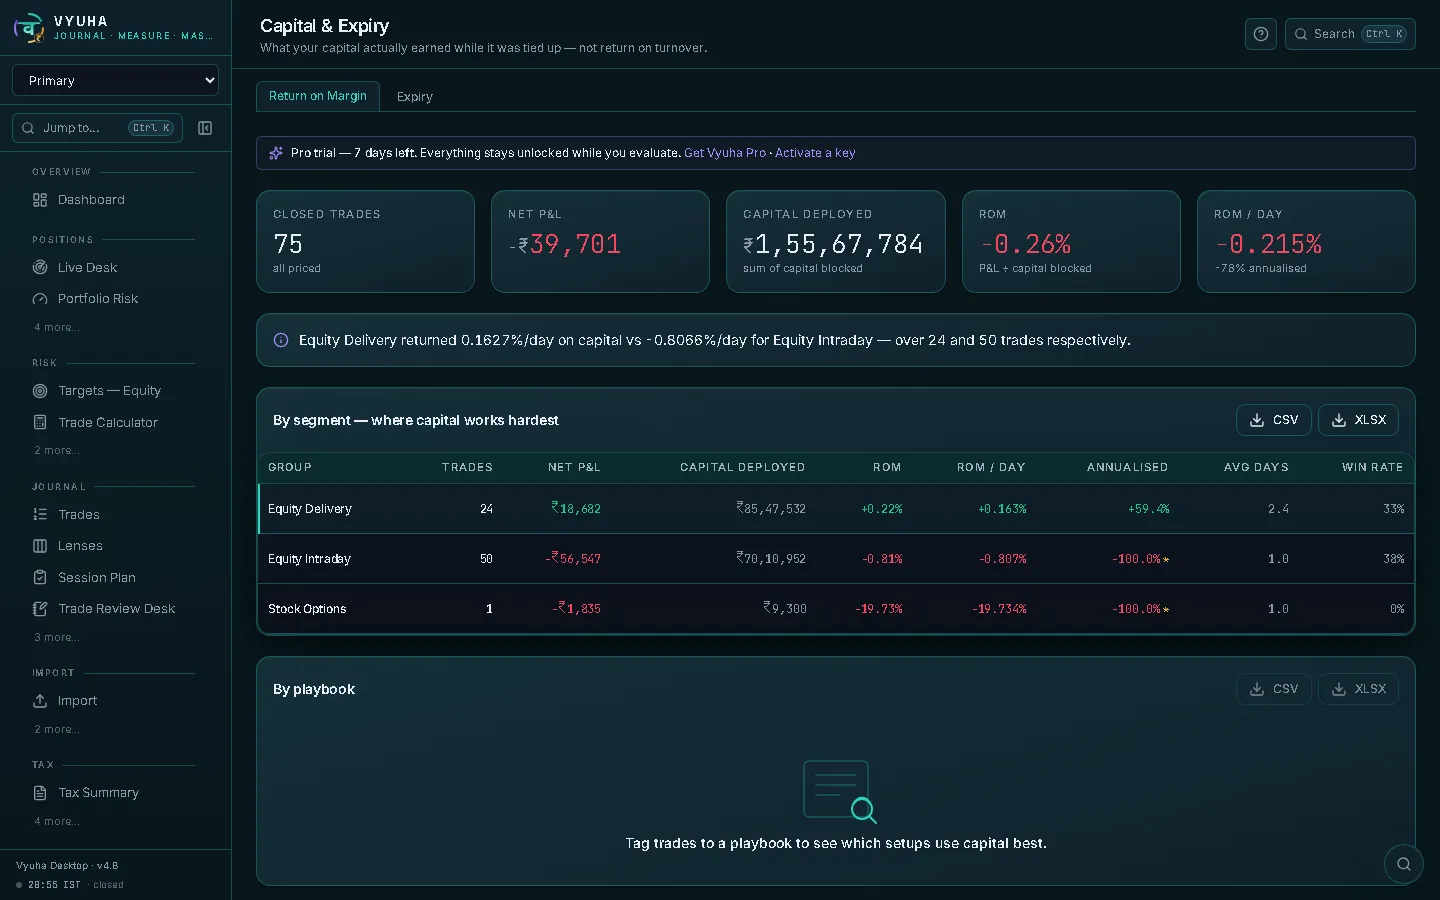 व
VYUHA
JOURNAL · MEASURE · MAS...
Primary
Jump to...
Ctrl K
OVERVIEW
Dashboard
POSITIONS
Live Desk
Portfolio Risk
4 more...
RISK
Targets — Equity
Trade Calculator
2 more...
JOURNAL
Trades
Lenses
Session Plan
Trade Review Desk
3 more...
IMPORT
Import
2 more...
TAX
Tax Summary
4 more...
Vyuha Desktop · v4.8
20:55 IST · closed
Capital & Expiry
What your capital actually earned while it was tied up — not return on turnover.
Search Ctrl K
Return on Margin
Expiry
Pro trial — 7 days left. Everything stays unlocked while you evaluate. Get Vyuha Pro · Activate a key
CLOSED TRADES
75
all priced
NET P&L
-₹39,701
CAPITAL DEPLOYED
₹1,55,67,784
sum of capital blocked
ROM
-0.26%
P&L ÷ capital blocked
ROM / DAY
-0.215%
-78% annualised
Equity Delivery returned 0.1627%/day on capital vs -0.8066%/day for Equity Intraday — over 24 and 50 trades respectively.
By segment — where capital works hardest
CSV
XLSX
GROUP TRADES NET P&L CAPITAL DEPLOYED ROM ROM / DAY ANNUALISED AVG DAYS WIN RATE
Equity Delivery 24 ₹18,682 ₹85,47,532 +0.22% +0.163% +59.4% 2.4 33%
Equity Intraday 50 -₹56,547 ₹70,10,952 -0.81% -0.807% -100.0%* 1.0 38%
Stock Options 1 -₹1,835 ₹9,300 -19.73% -19.734% -100.0%* 1.0 0%
By playbook
CSV
XLSX
Tag trades to a playbook to see which setups use capital best.